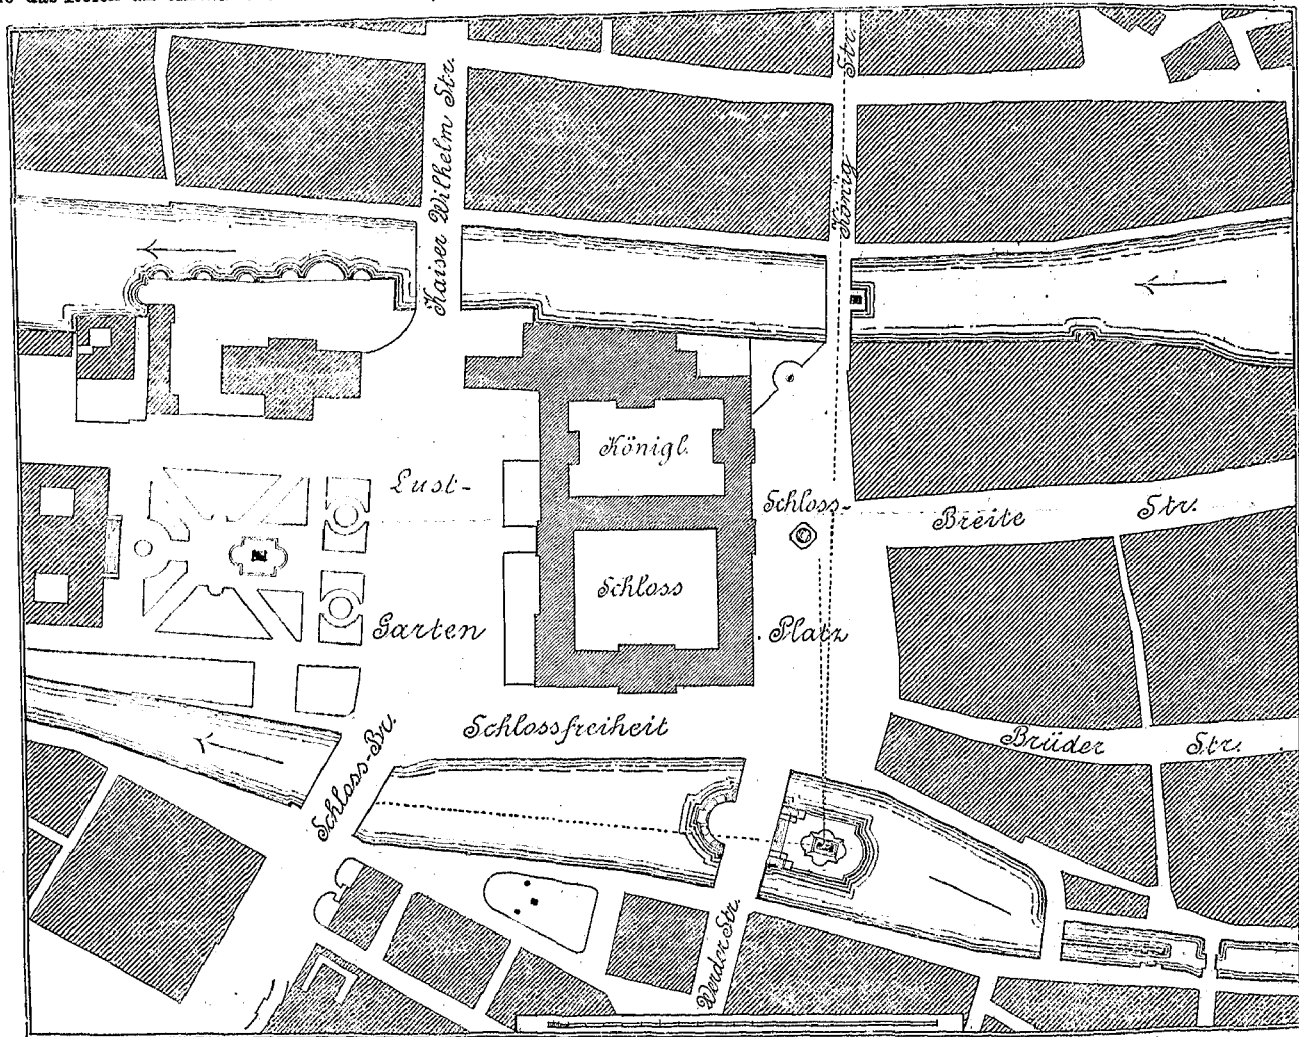 Kaiser Wilhelm Str.
König Str.
Lust-
Garten
Königl.
Schloss
Schloss-
Platz
Breite Str.
Brüder Str.
Schlossfreiheit
Schloss-Br.
Werder Str.